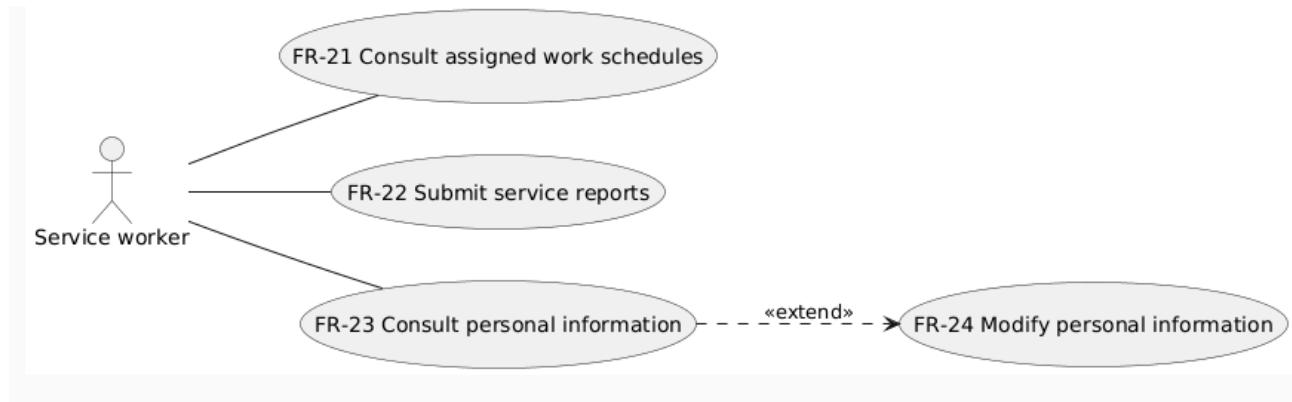 FR-21 Consult assigned work schedules
FR-22 Submit service reports
Service worker
FR-23 Consult personal information
«extend»
FR-24 Modify personal information